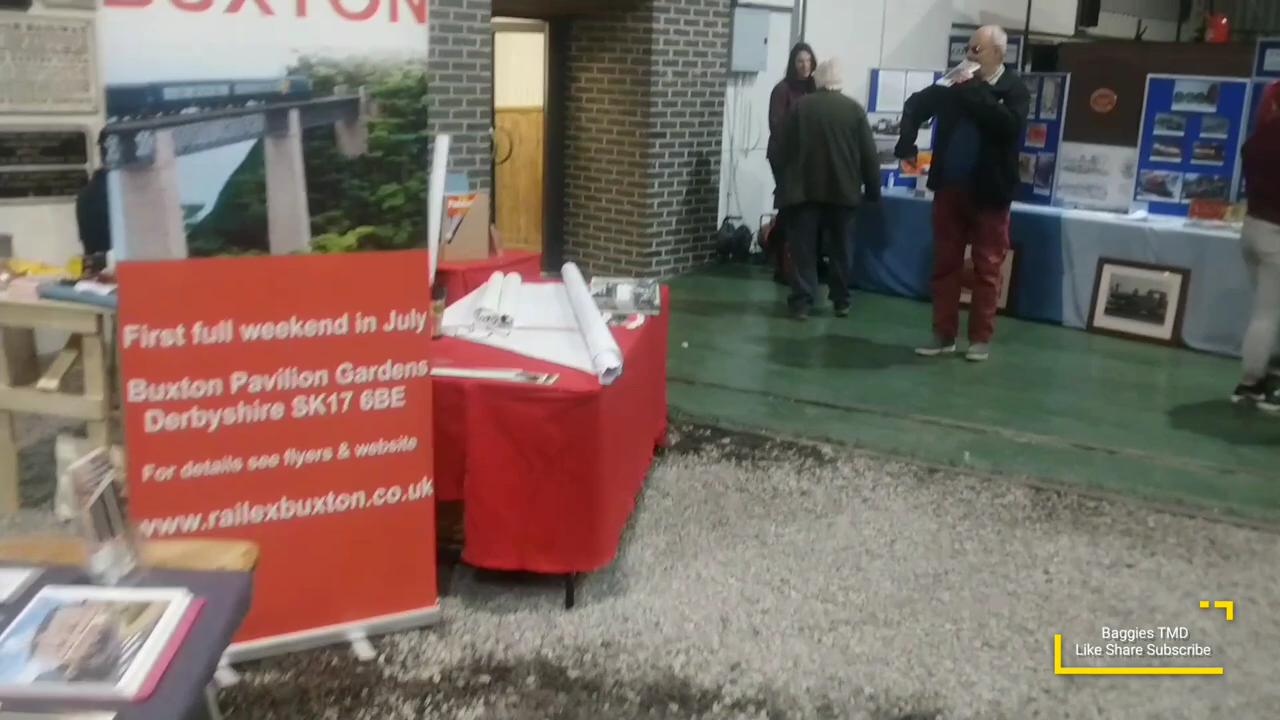 BUXTON
First full weekend in July
Buxton Pavilion Gardens
Derbyshire SK17 6BE
For details see flyers & website
www.railexbuxton.co.uk
Baggies TMD
Like Share Subscribe